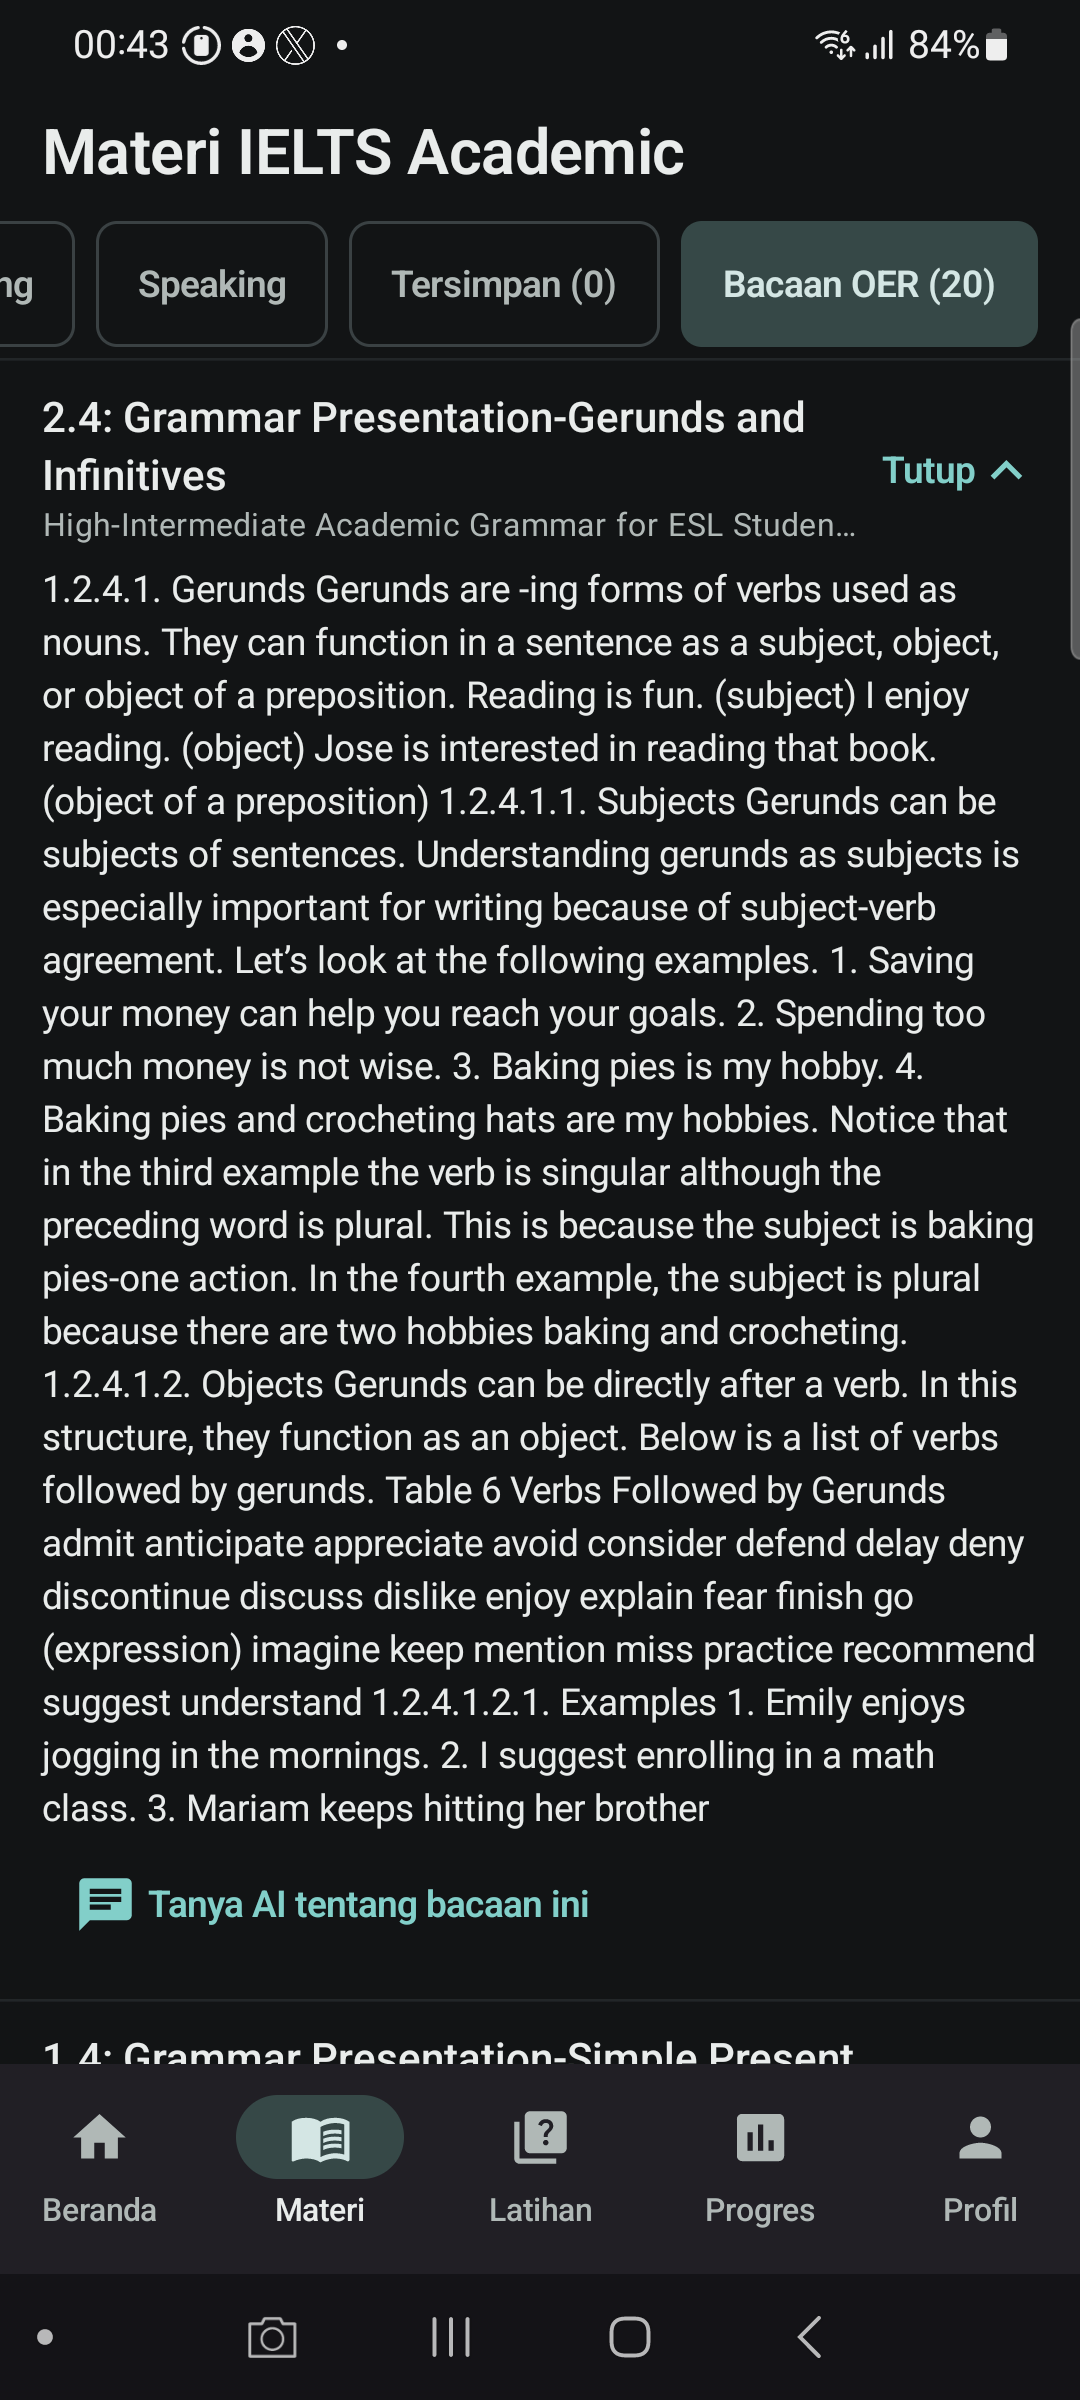 00:43
84%
Materi IELTS Academic
ng
Speaking
Tersimpan (0)
Bacaan OER (20)
2.4: Grammar Presentation-Gerunds and
Infinitives
Tutup
High-Intermediate Academic Grammar for ESL Studen...
1.2.4.1. Gerunds Gerunds are -ing forms of verbs used as
nouns. They can function in a sentence as a subject, object,
or object of a preposition. Reading is fun. (subject) I enjoy
reading. (object) Jose is interested in reading that book.
(object of a preposition) 1.2.4.1.1. Subjects Gerunds can be
subjects of sentences. Understanding gerunds as subjects is
especially important for writing because of subject-verb
agreement. Let’s look at the following examples. 1. Saving
your money can help you reach your goals. 2. Spending too
much money is not wise. 3. Baking pies is my hobby. 4.
Baking pies and crocheting hats are my hobbies. Notice that
in the third example the verb is singular although the
preceding word is plural. This is because the subject is baking
pies-one action. In the fourth example, the subject is plural
because there are two hobbies baking and crocheting.
1.2.4.1.2. Objects Gerunds can be directly after a verb. In this
structure, they function as an object. Below is a list of verbs
followed by gerunds. Table 6 Verbs Followed by Gerunds
admit anticipate appreciate avoid consider defend delay deny
discontinue discuss dislike enjoy explain fear finish go
(expression) imagine keep mention miss practice recommend
suggest understand 1.2.4.1.2.1. Examples 1. Emily enjoys
jogging in the mornings. 2. I suggest enrolling in a math
class. 3. Mariam keeps hitting her brother
Tanya AI tentang bacaan ini
1.4: Grammar Presentation-Simple Present
Beranda
Materi
Latihan
Progres
Profil